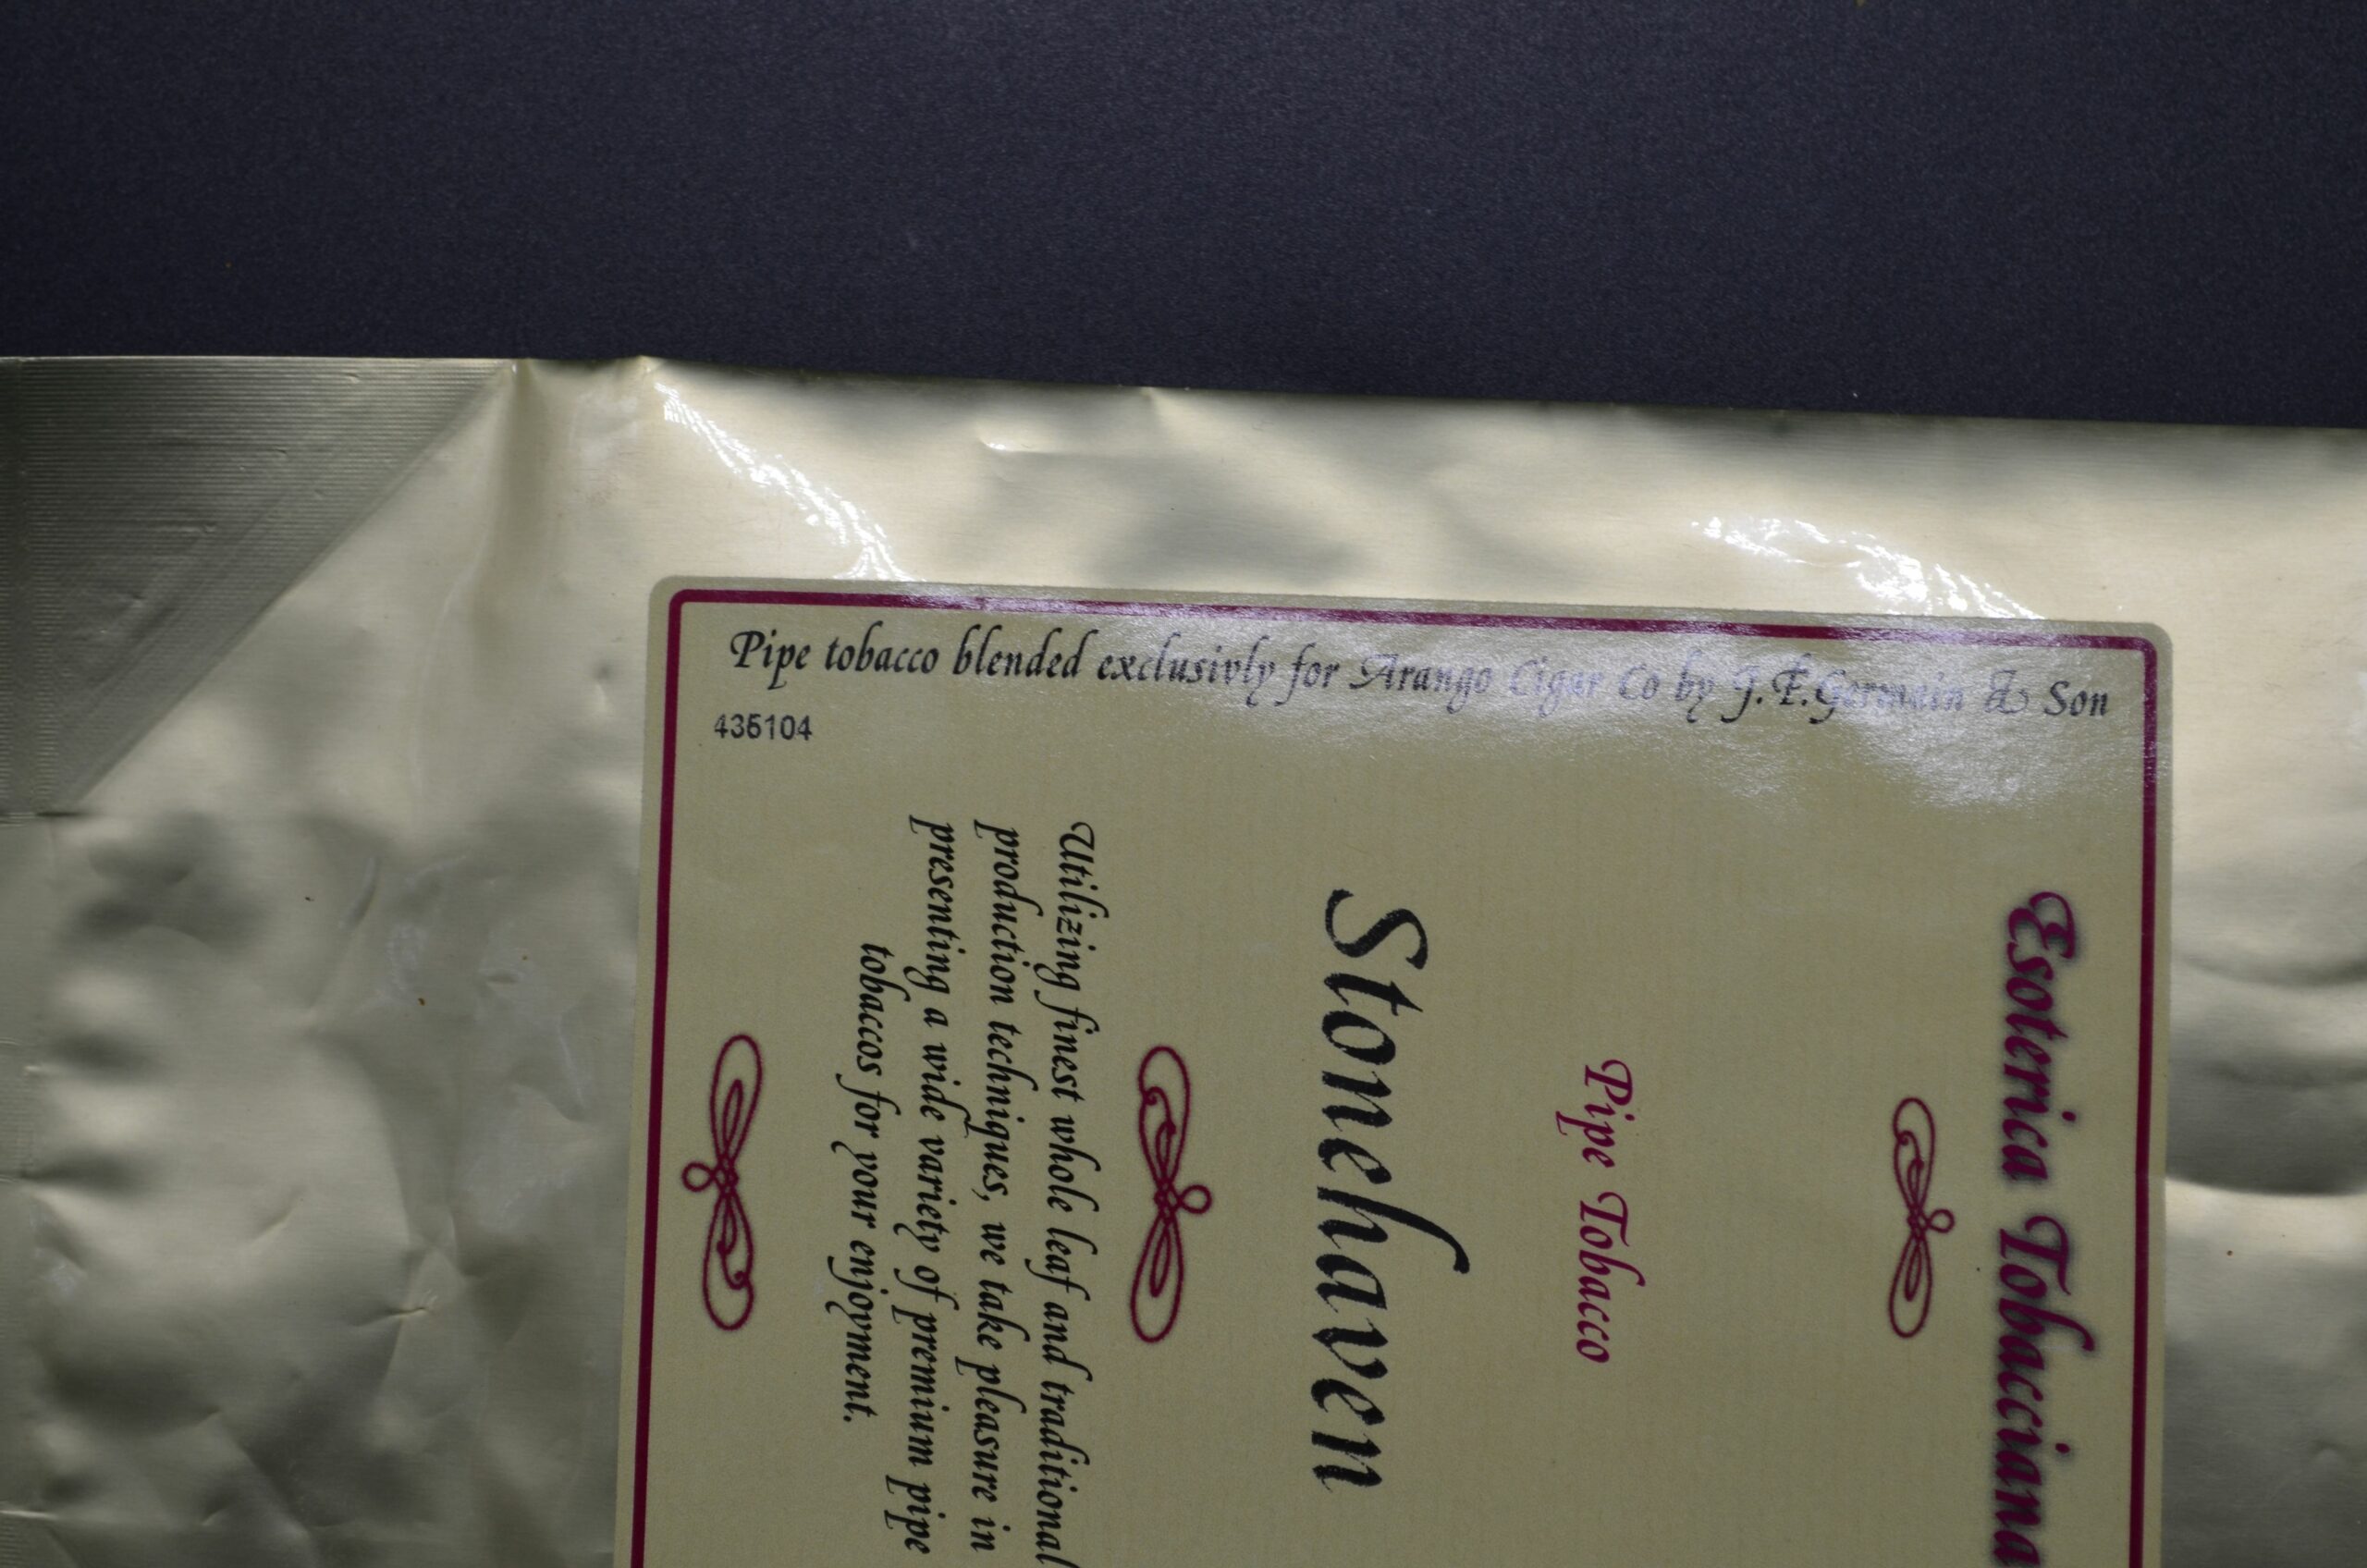 Pipe tobacco blended exclusivly for Arango Cigar Co by J.F.Germain & Son
435104
Esoterica Tobacciana
Pipe Tobacco
Stonehaven
Utilizing finest whole leaf and traditional
production techniques, we take pleasure in
presenting a wide variety of premium pipe
tobaccos for your enjoyment.